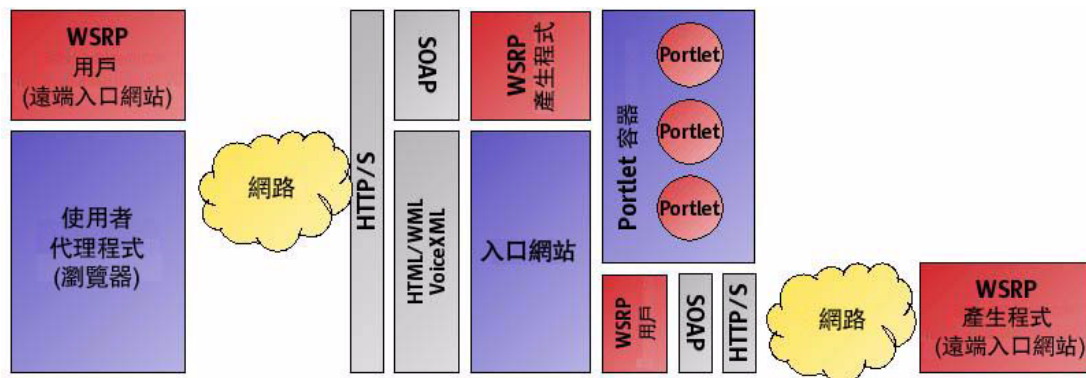 WSRP
用戶
(遠端入口網站)
使用者
代理程式
(瀏覽器)
網路
HTTP/S
SOAP
HTML/WML
VoiceXML
WSRP
產生程式
入口網站
Portlet 容器
Portlet
Portlet
Portlet
WSRP
用戶
SOAP
HTTP/S
網路
WSRP
產生程式
(遠端入口網站)